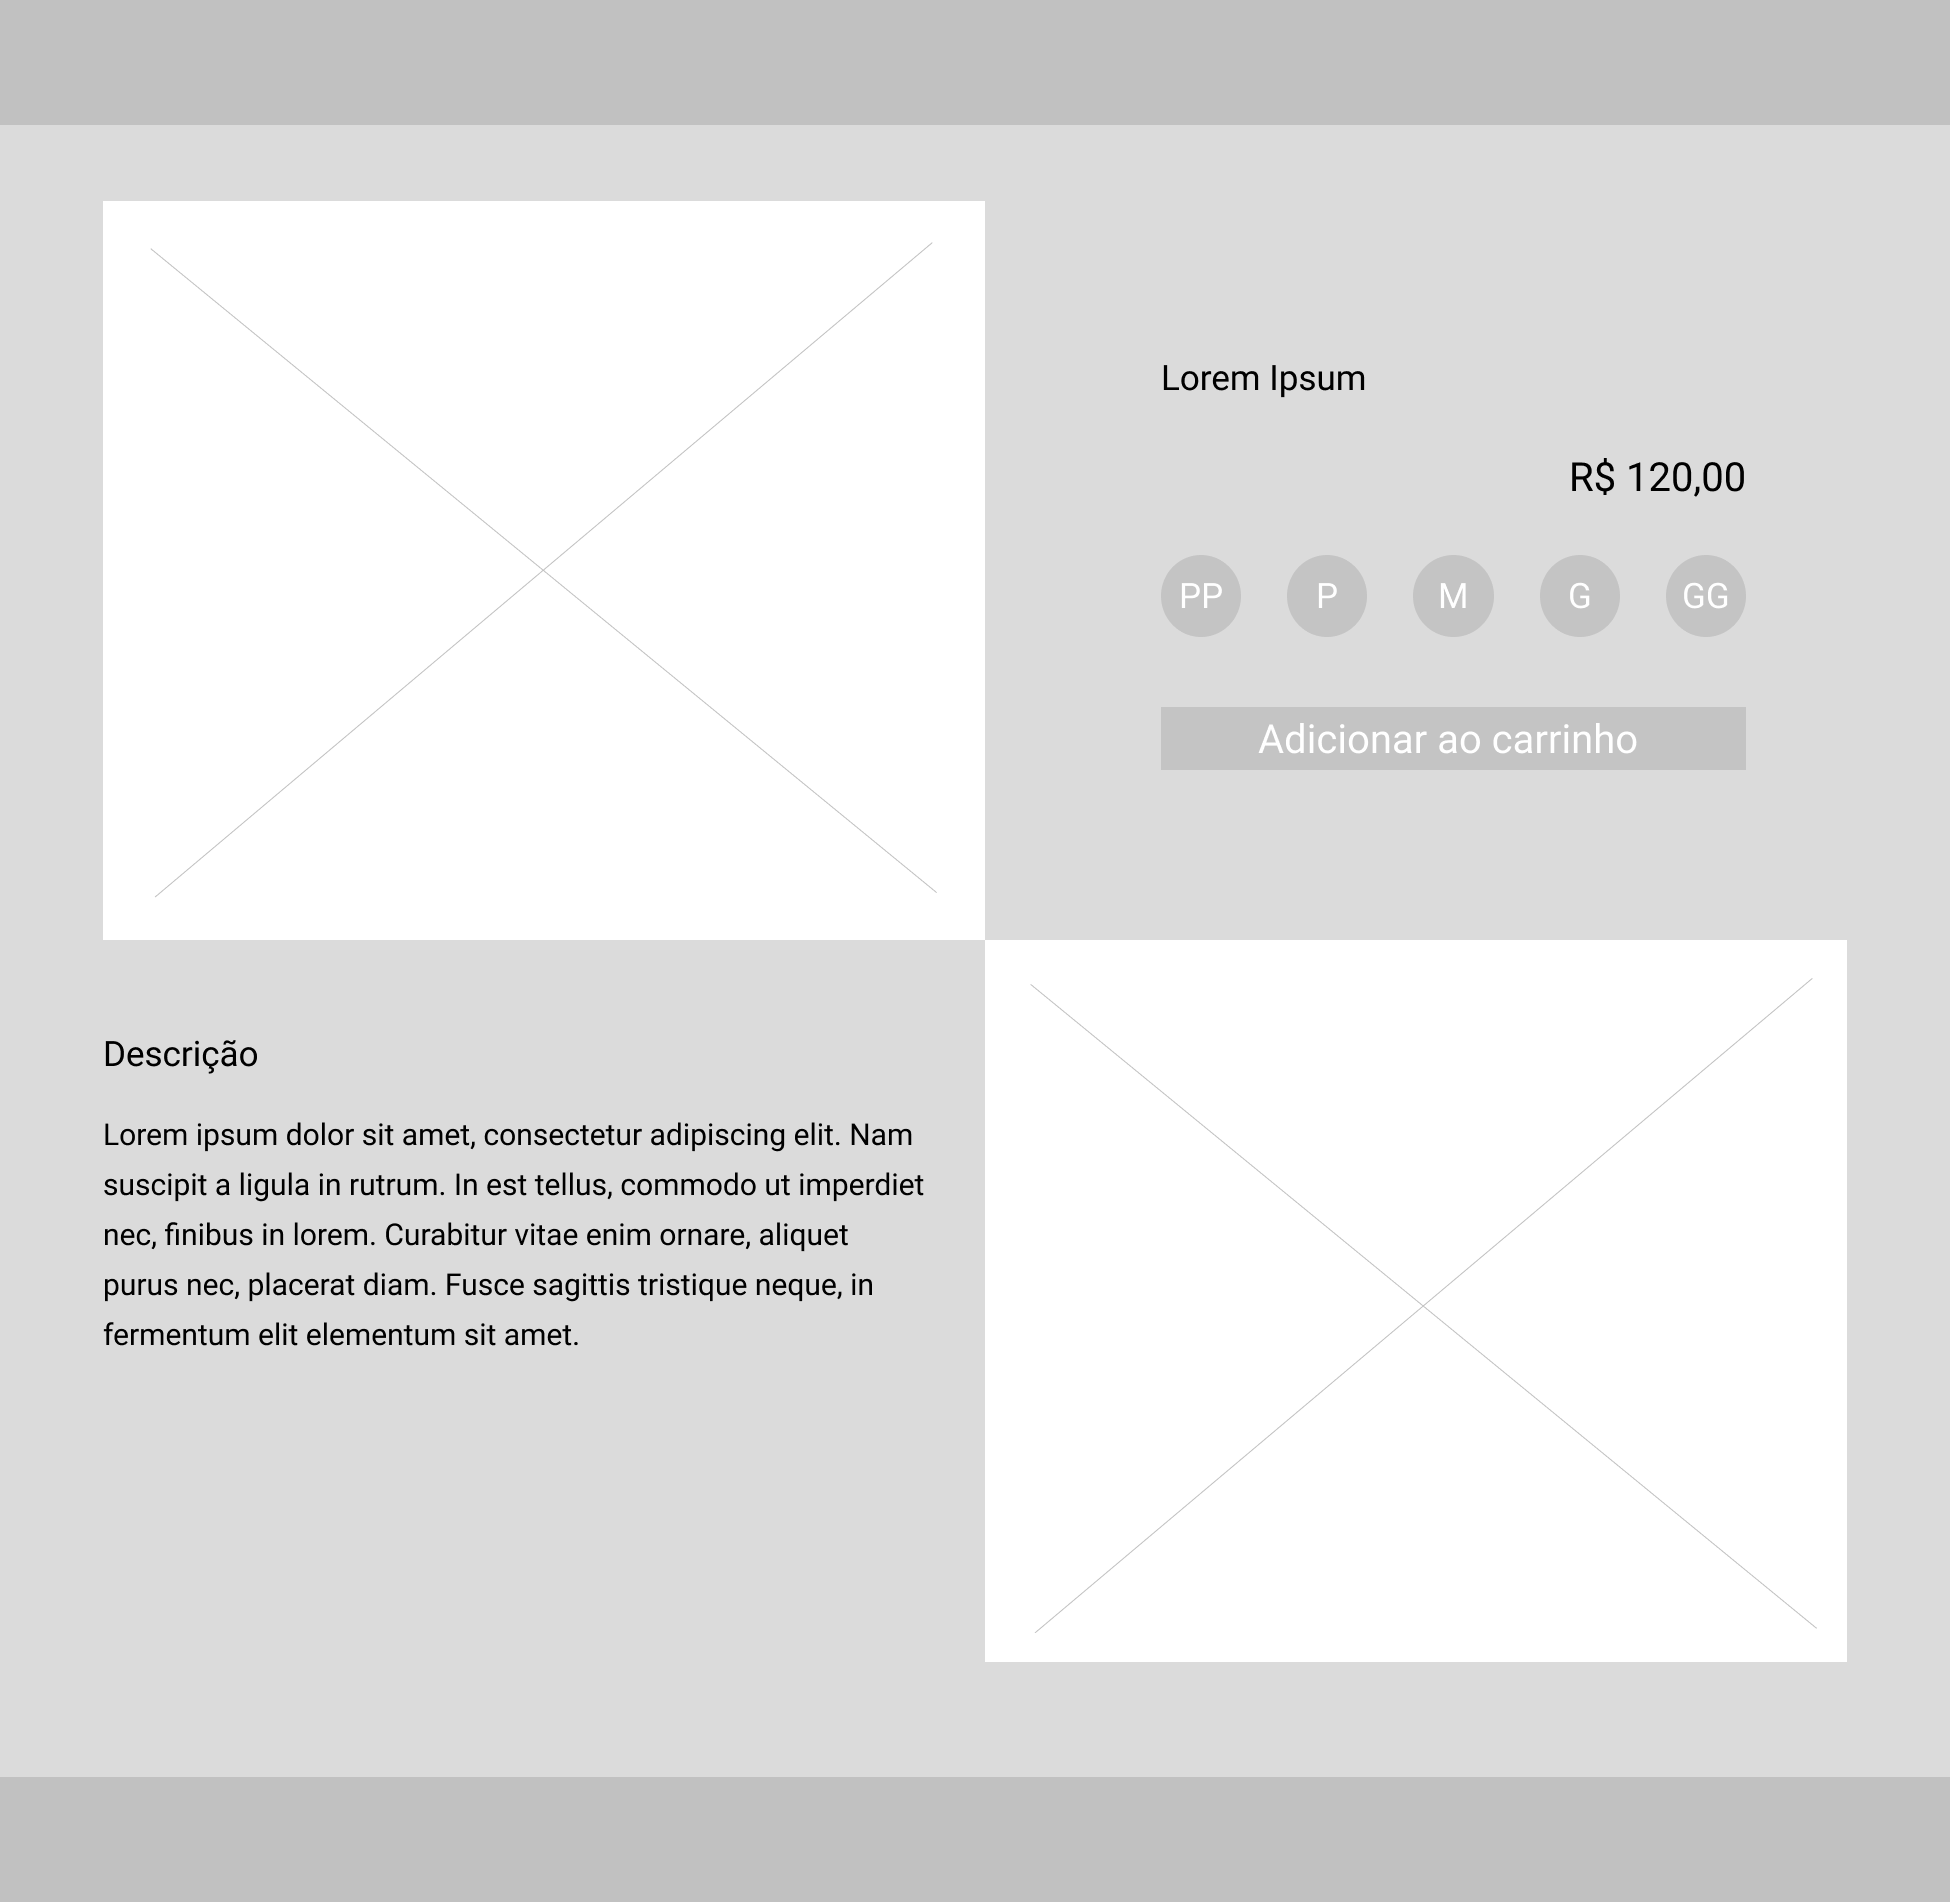 Lorem Ipsum
R$ 120,00
PP P M G GG
Adicionar ao carrinho
Descrição
Lorem ipsum dolor sit amet, consectetur adipiscing elit. Nam
suscipit a ligula in rutrum. In est tellus, commodo ut imperdiet
nec, finibus in lorem. Curabitur vitae enim ornare, aliquet
purus nec, placerat diam. Fusce sagittis tristique neque, in
fermentum elit elementum sit amet.